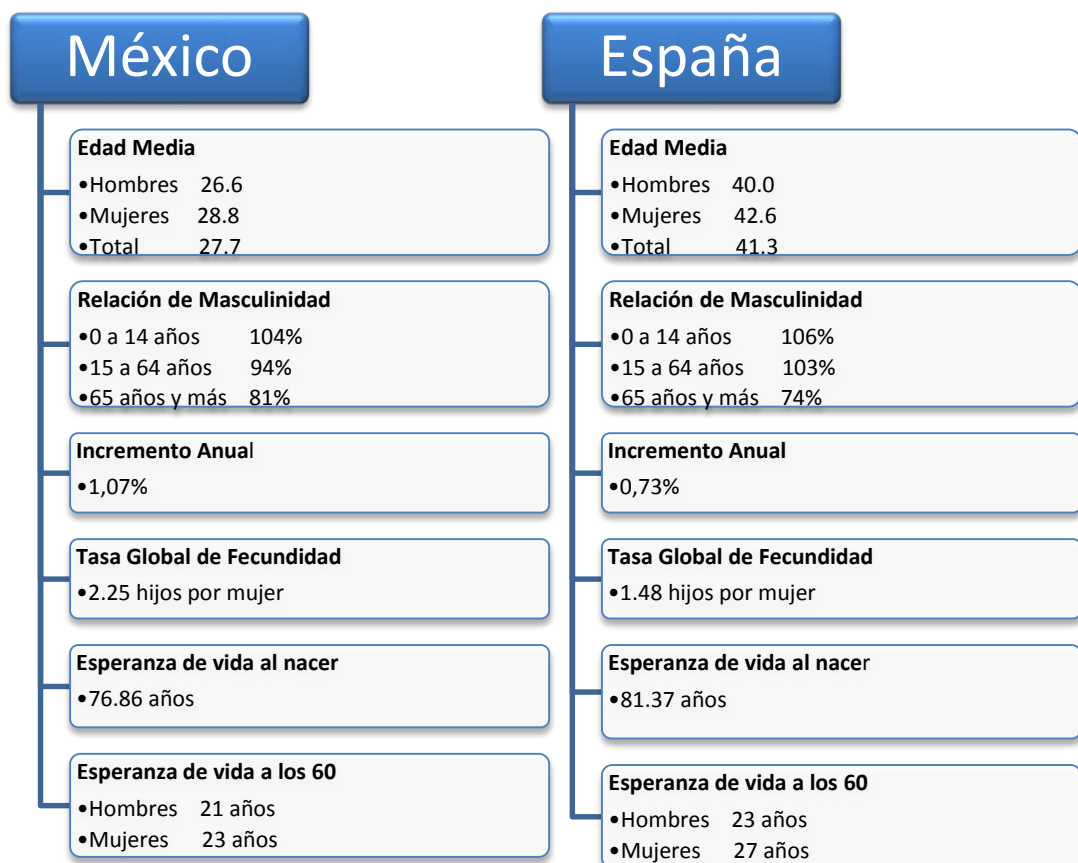 México
Edad Media
•Hombres 26.6
•Mujeres 28.8
•Total 27.7
Relación de Masculinidad
•0 a 14 años 104%
•15 a 64 años 94%
•65 años y más 81%
Incremento Anual
•1,07%
Tasa Global de Fecundidad
•2.25 hijos por mujer
Esperanza de vida al nacer
•76.86 años
Esperanza de vida a los 60
•Hombres 21 años
•Mujeres 23 años
España
Edad Media
•Hombres 40.0
•Mujeres 42.6
•Total 41.3
Relación de Masculinidad
•0 a 14 años 106%
•15 a 64 años 103%
•65 años y más 74%
Incremento Anual
•0,73%
Tasa Global de Fecundidad
•1.48 hijos por mujer
Esperanza de vida al nacer
•81.37 años
Esperanza de vida a los 60
•Hombres 23 años
•Mujeres 27 años